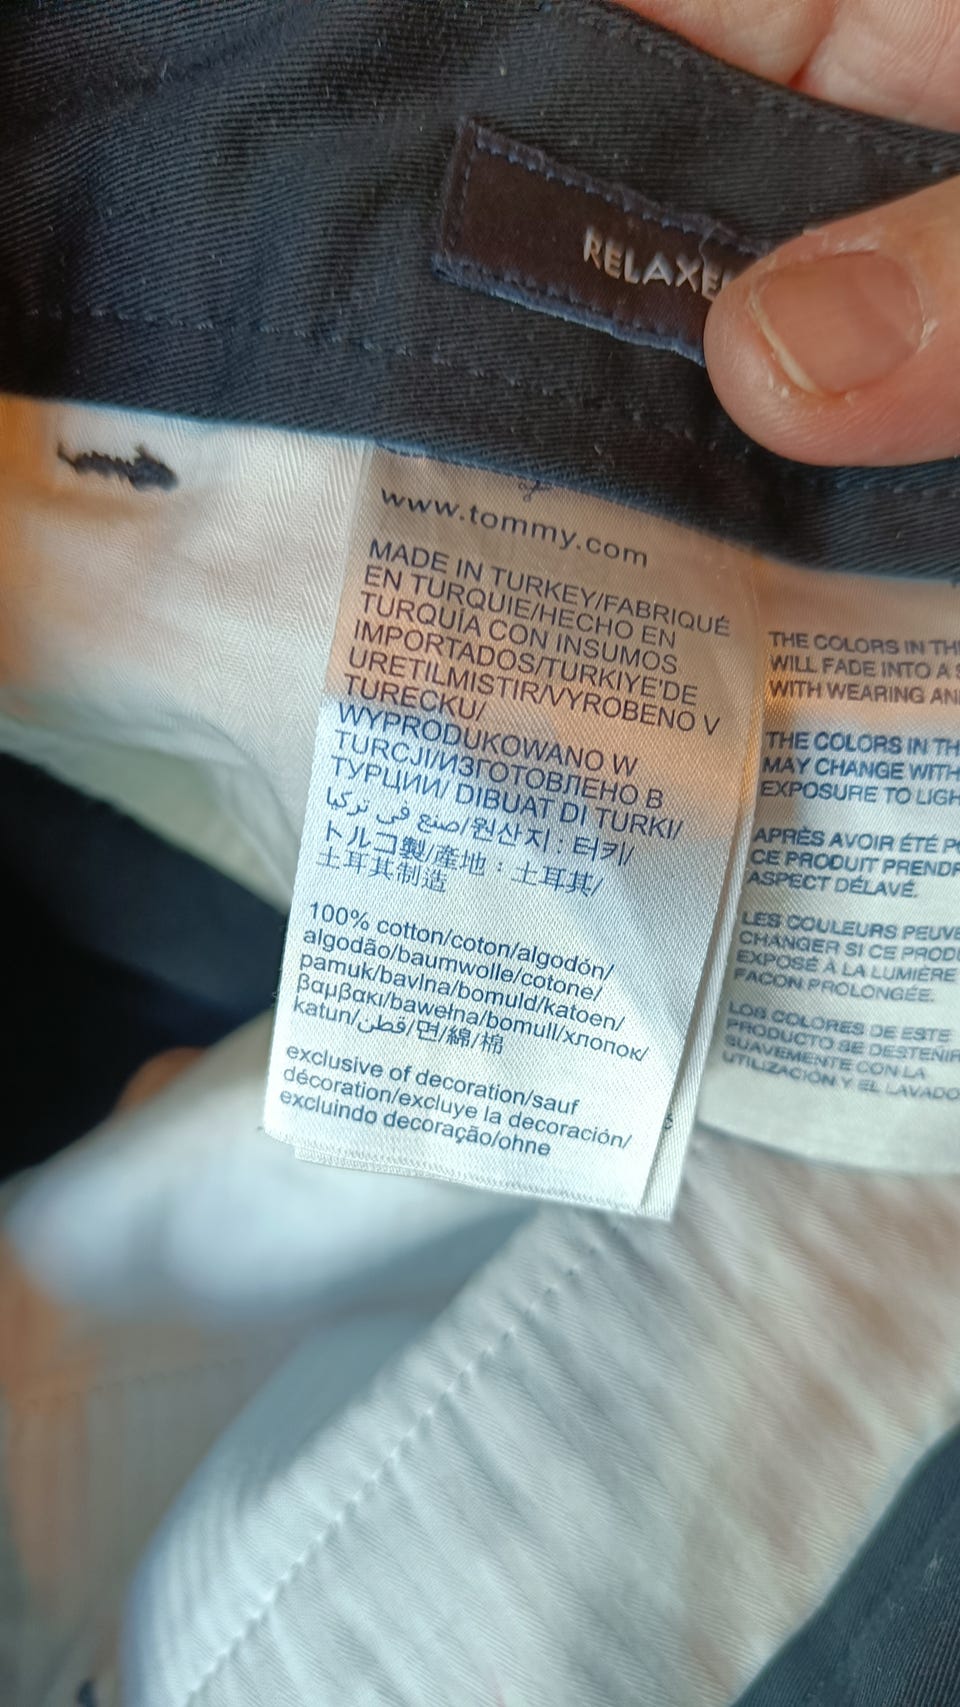 RELAXE
www.tommy.com
MADE IN TURKEY/FABRIQUÉ
EN TURQUIE/HECHO EN
TURQUÍA CON INSUMOS
IMPORTADOS/TURKIYE'DE
URETILMISTIR/VYROBENO V
TURECKU/
WYPRODUKOWANO W
TURCJI/ИЗГОТОВЛЕНО В
ТУРЦИИ/ DIBUAT DI TURKI/
صنع في تركيا/원산지 : 터키/
トルコ製/產地：土耳其/
土耳其制造
100% cotton/coton/algodón/
algodão/baumwolle/cotone/
pamuk/bavlna/bomuld/katoen/
βαμβακι/bawełna/bomull/хлопок/
katun/قطن/면/綿/棉
exclusive of decoration/sauf
décoration/excluye la decoración/
excluindo decoração/ohne
THE COLORS IN TH
WILL FADE INTO A S
WITH WEARING AN
THE COLORS IN TH
MAY CHANGE WITH
EXPOSURE TO LIGH
APRÈS AVOIR ÉTÉ P
CE PRODUIT PRENDR
ASPECT DÉLAVÉ.
LES COULEURS PEUVE
CHANGER SI CE PROD
EXPOSÉ À LA LUMIÈRE
FACON PROLONGÉE.
LOS COLORES DE ESTE
PRODUCTO SE DESTEÑIR
SUAVEMENTE CON LA
UTILIZACIÓN Y EL LAVADO